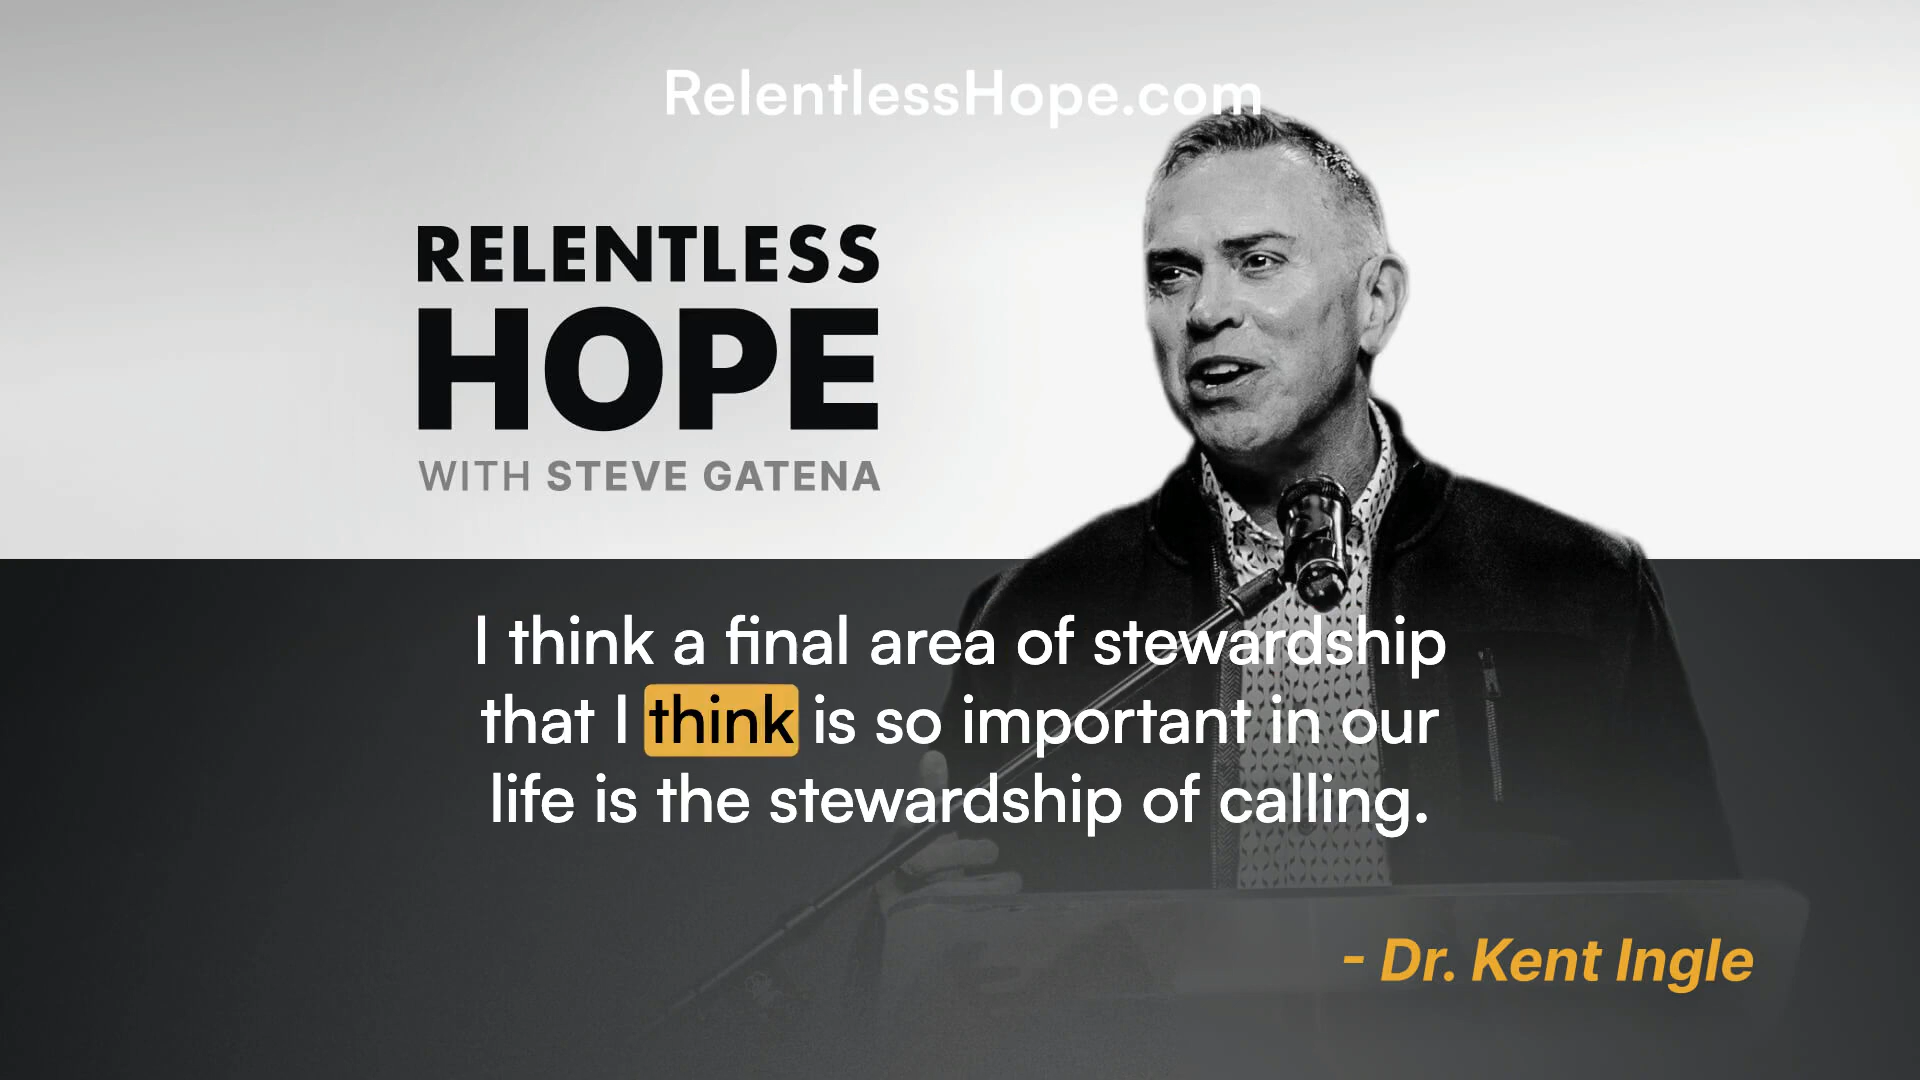 RelentlessHope.com
RELENTLESS
HOPE
WITH STEVE GATENA
I think a final area of stewardship
that I think is so important in our
life is the stewardship of calling.
- Dr. Kent Ingle